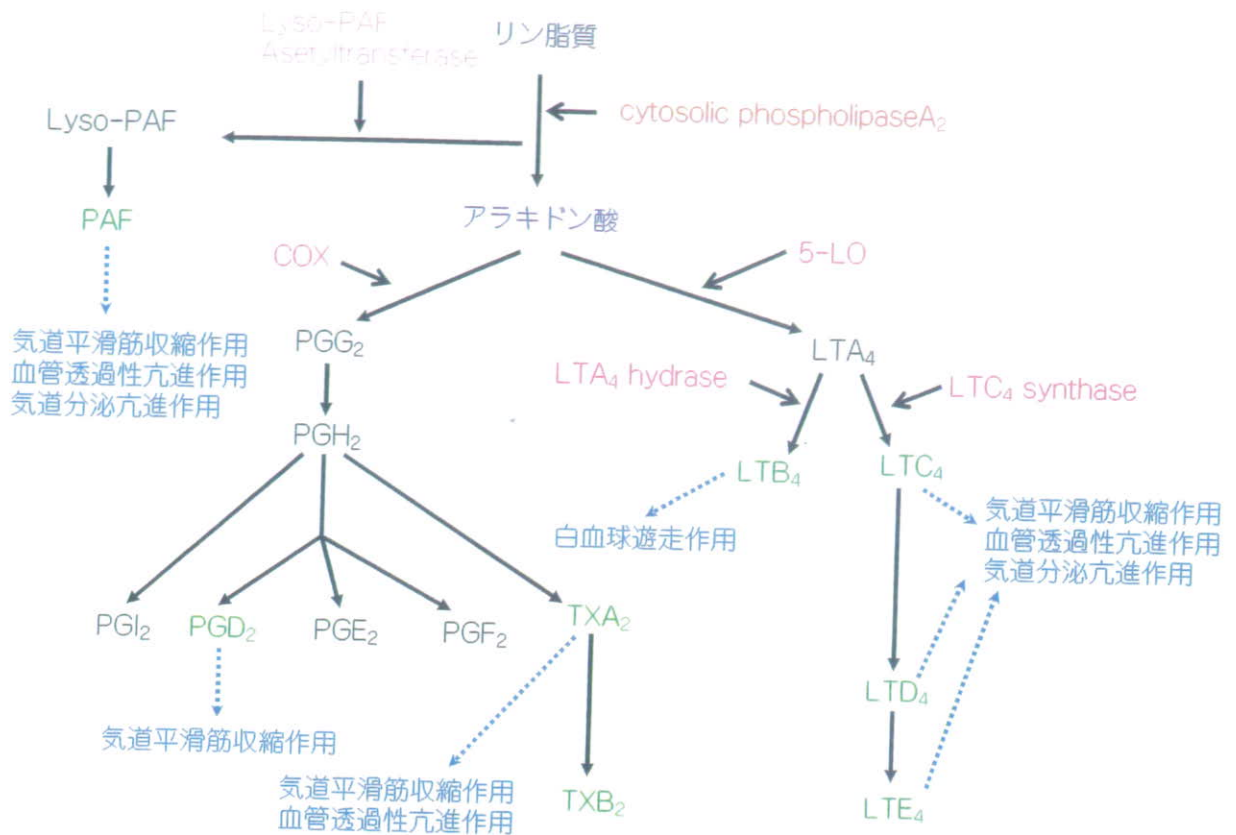 Lyso-PAF
Asetyltransferase
リン脂質
Lyso-PAF
cytosolic phospholipaseA₂
PAF
アラキドン酸
COX
5-LO
気道平滑筋収縮作用
血管透過性亢進作用
気道分泌亢進作用
PGG₂
LTA₄
LTA₄ hydrase
LTC₄ synthase
PGH₂
LTB₄
LTC₄
白血球遊走作用
気道平滑筋収縮作用
血管透過性亢進作用
気道分泌亢進作用
PGI₂
PGD₂
PGE₂
PGF₂
TXA₂
LTD₄
気道平滑筋収縮作用
気道平滑筋収縮作用
血管透過性亢進作用
TXB₂
LTE₄